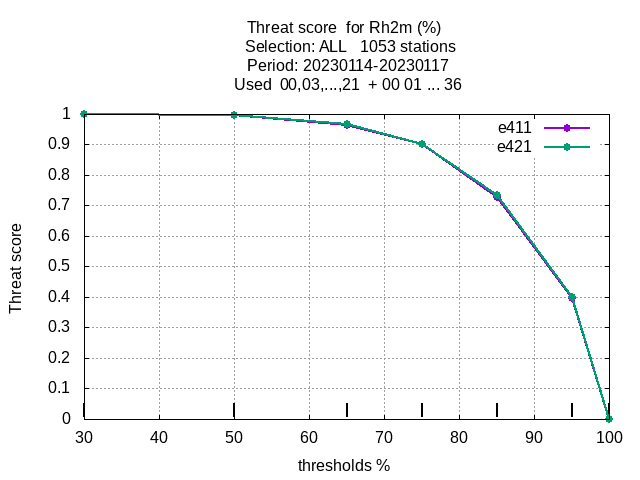 Threat score  for Rh2m (%)
Selection: ALL   1053 stations
Period: 20230114-20230117
Used  00,03,...,21  + 00 01 ... 36
e411
e421
Threat score
1
0.9
0.8
0.7
0.6
0.5
0.4
0.3
0.2
0.1
0
30 40 50 60 70 80 90 100
thresholds %